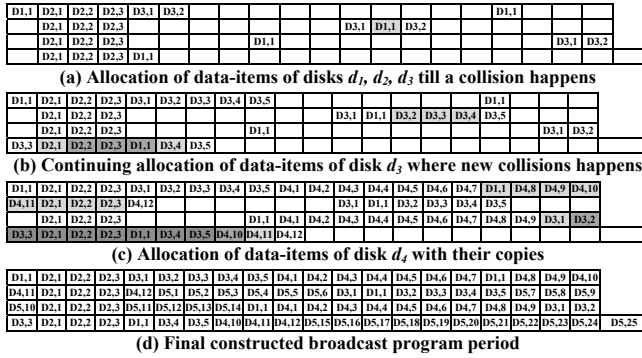 D1,1 D2,1 D2,2 D2,3 D3,1 D3,2 D1,1
D2,1 D2,2 D2,3 D3,1 D1,1 D3,2
D2,1 D2,2 D2,3 D1,1 D3,1 D3,2
D2,1 D2,2 D2,3 D1,1
(a) Allocation of data-items of disks d1, d2, d3 till a collision happens
D1,1 D2,1 D2,2 D2,3 D3,1 D3,2 D3,3 D3,4 D3,5 D1,1
D2,1 D2,2 D2,3 D3,1 D1,1 D3,2 D3,3 D3,4 D3,5
D2,1 D2,2 D2,3 D1,1 D3,1 D3,2
D3,3 D2,1 D2,2 D2,3 D1,1 D3,4 D3,5
(b) Continuing allocation of data-items of disk d3 where new collisions happens
D1,1 D2,1 D2,2 D2,3 D3,1 D3,2 D3,3 D3,4 D3,5 D4,1 D4,2 D4,3 D4,4 D4,5 D4,6 D4,7 D1,1 D4,8 D4,9 D4,10
D4,11 D2,1 D2,2 D2,3 D4,12 D3,1 D1,1 D3,2 D3,3 D3,4 D3,5
D2,1 D2,2 D2,3 D1,1 D4,1 D4,2 D4,3 D4,4 D4,5 D4,6 D4,7 D4,8 D4,9 D3,1 D3,2
D3,3 D2,1 D2,2 D2,3 D1,1 D3,4 D3,5 D4,10 D4,11 D4,12
(c) Allocation of data-items of disk d4 with their copies
D1,1 D2,1 D2,2 D2,3 D3,1 D3,2 D3,3 D3,4 D3,5 D4,1 D4,2 D4,3 D4,4 D4,5 D4,6 D4,7 D1,1 D4,8 D4,9 D4,10
D4,11 D2,1 D2,2 D2,3 D4,12 D5,1 D5,2 D5,3 D5,4 D5,5 D5,6 D3,1 D1,1 D3,2 D3,3 D3,4 D3,5 D5,7 D5,8 D5,9
D5,10 D2,1 D2,2 D2,3 D5,11 D5,12 D5,13 D5,14 D1,1 D4,1 D4,2 D4,3 D4,4 D4,5 D4,6 D4,7 D4,8 D4,9 D3,1 D3,2
D3,3 D2,1 D2,2 D2,3 D1,1 D3,4 D3,5 D4,10 D4,11 D4,12 D5,15 D5,16 D5,17 D5,18 D5,19 D5,20 D5,21 D5,22 D5,23 D5,24 D5,25
(d) Final constructed broadcast program period